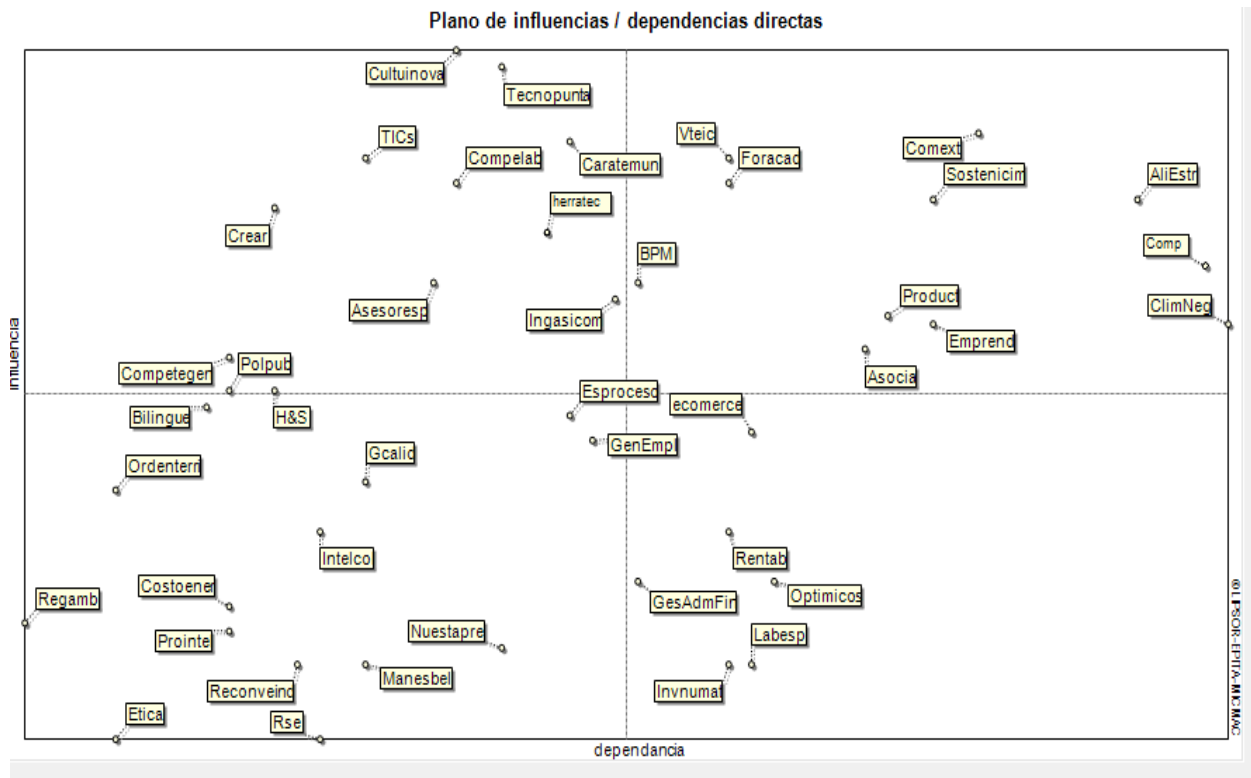 Plano de influencias / dependencias directas
Cultuinova
Tecnopunta
TICs
Compelab
Caratemun
Vteic
Foracad
Comext
Sostenicim
AliEstr
herratec
Crear
BPM
Comp
Asesoresp
Ingasicom
Product
ClimNeg
Emprend
influencia
Competegen
Polpub
Asocia
Bilingue
H&S
Esproceso
ecomerce
GenEmpl
Ordenterri
Gcalid
Intelco
Rentab
Regamb
Costoener
GesAdmFin
Optimicos
Prointe
Nuestapre
Labesp
Reconveind
Manesbel
Invnumat
Etica
Rse
dependancia
© LIPSOR-EPITA-MICMAC